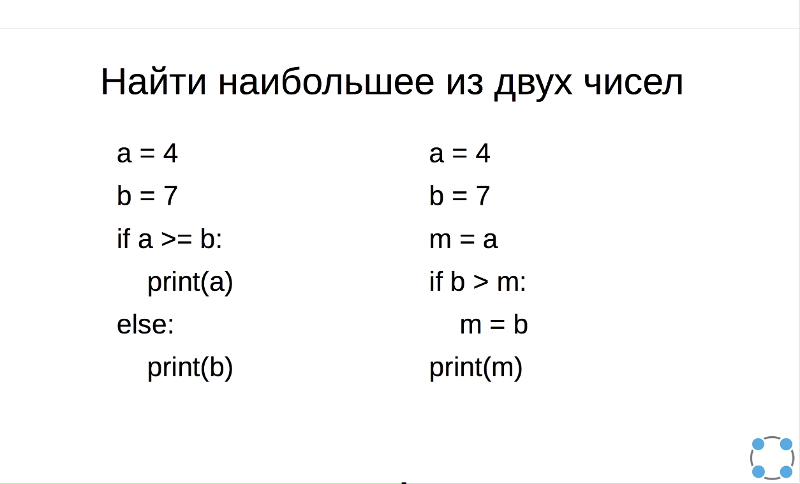 Найти наибольшее из двух чисел
a = 4
b = 7
if a >= b:
print(a)
else:
print(b)
a = 4
b = 7
m = a
if b > m:
m = b
print(m)